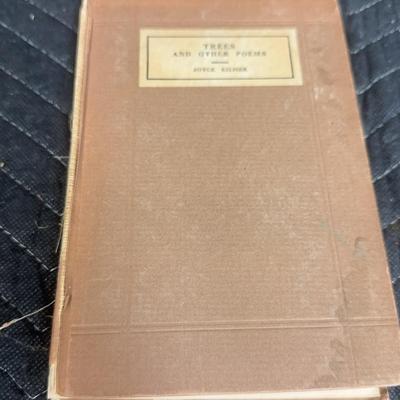 TREES
AND OTHER POEMS
JOYCE KILMER